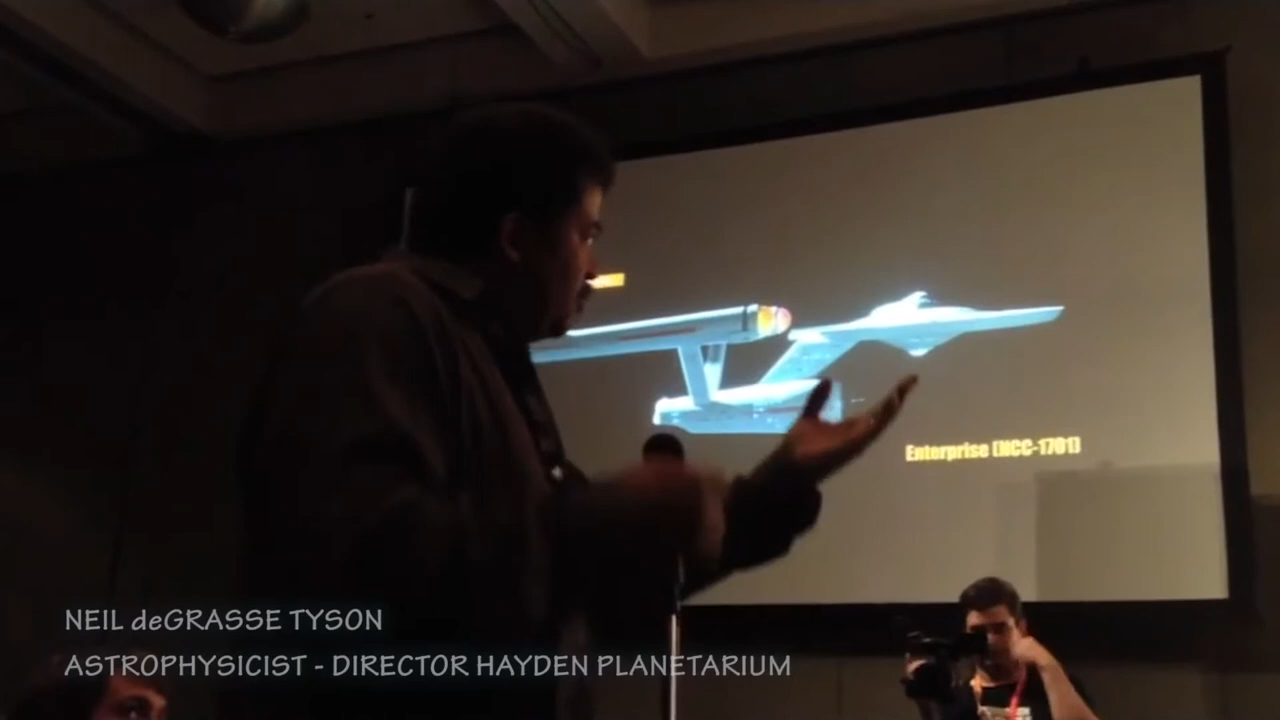 Enterprise (NCC-1701)
NEIL deGRASSE TYSON
ASTROPHYSICIST - DIRECTOR HAYDEN PLANETARIUM